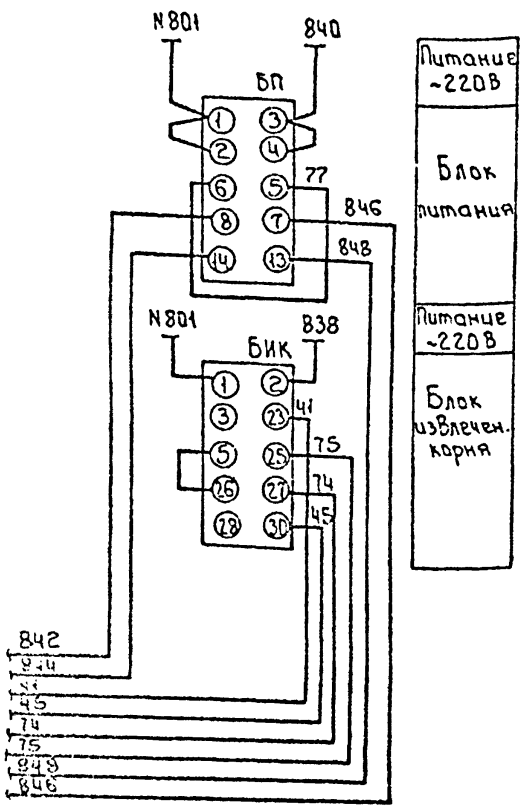 N801
840
БП
1
3
2
4
6
5
77
8
7
846
14
13
848
N801
838
БИК
1
2
3
23
41
5
25
75
26
27
74
28
30
45
842
45
74
75
849
846
Питание
~220В
Блок
питания
Питание
~220В
Блок
извлечен.
корня